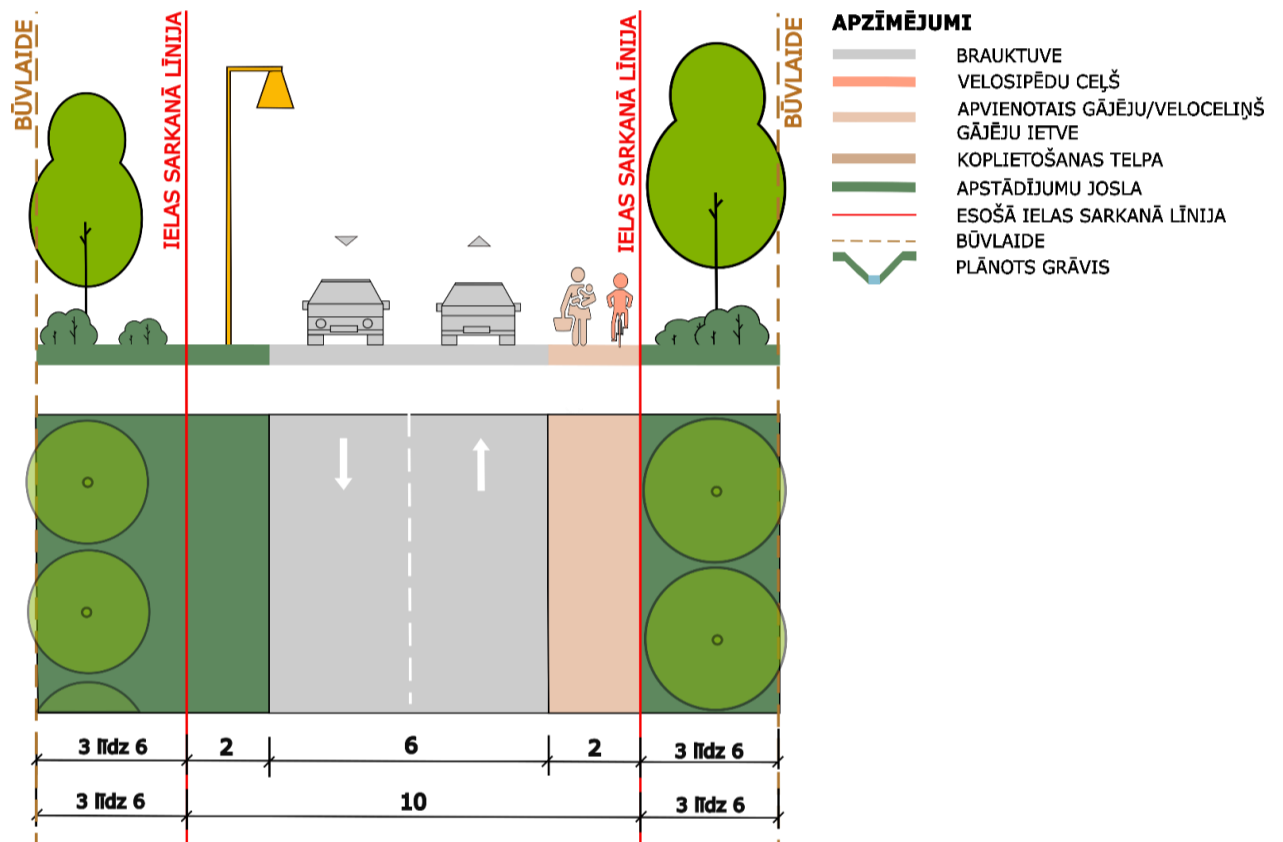 BŪVLAIDE
IELAS SARKANĀ LĪNIJA
IELAS SARKANĀ LĪNIJA
BŪVLAIDE
APZĪMĒJUMI
BRAUKTUVE
VELOSIPĒDU CEĻŠ
APVIENOTAIS GĀJĒJU/VELOCELIŅŠ
GĀJĒJU IETVE
KOPLIETOŠANAS TELPA
APSTĀDĪJUMU JOSLA
ESOŠĀ IELAS SARKANĀ LĪNIJA
BŪVLAIDE
PLĀNOTS GRĀVIS
3 līdz 6 2 6 2 3 līdz 6
3 līdz 6 10 3 līdz 6